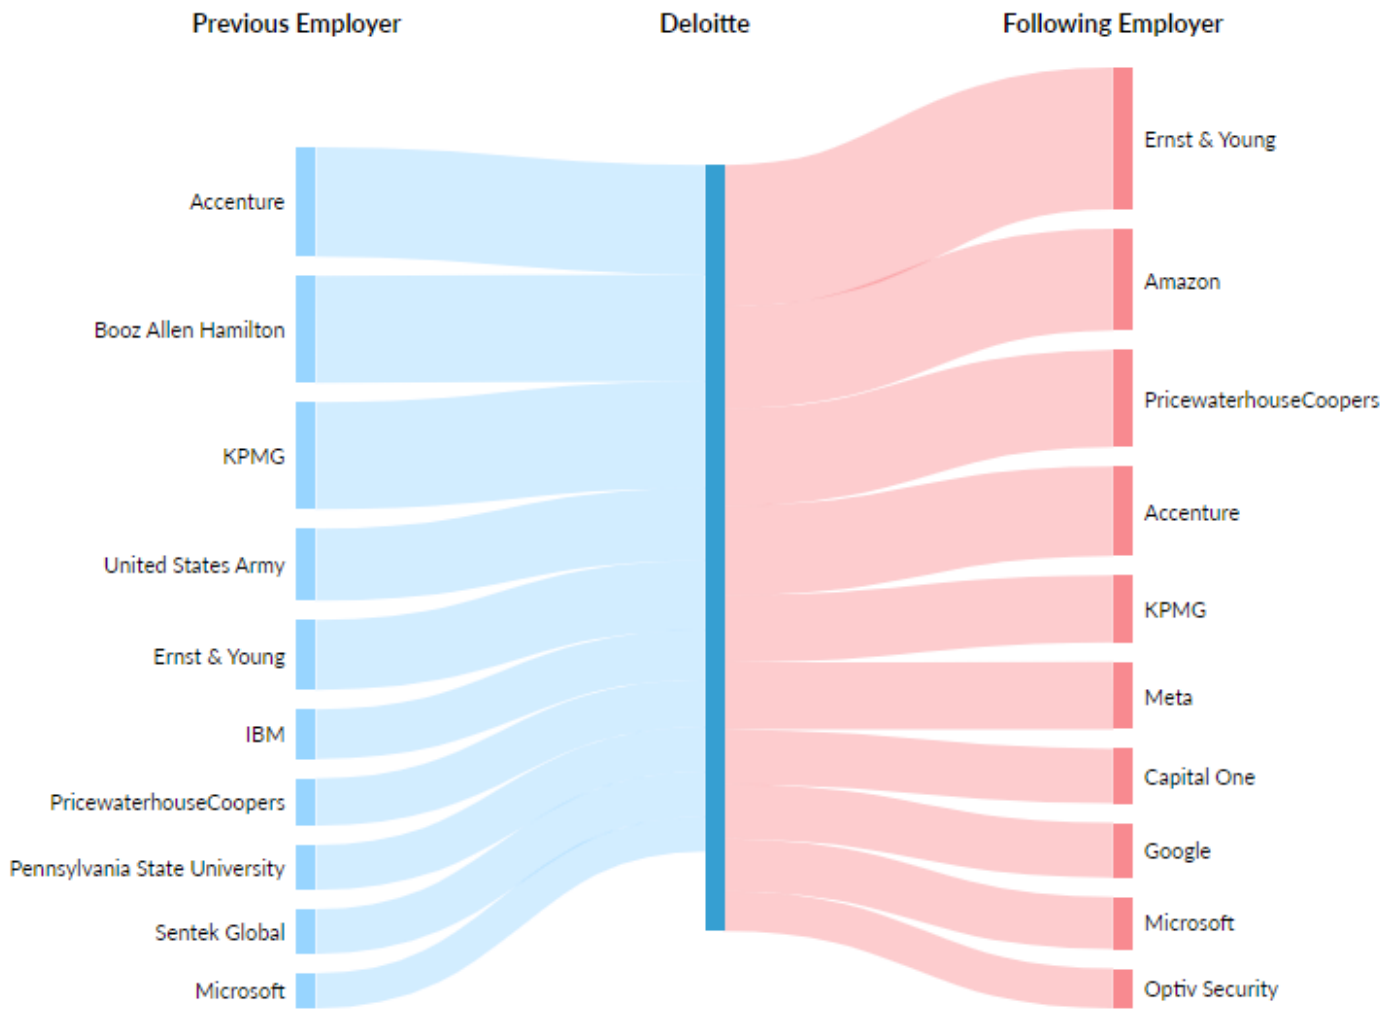 Previous Employer
Deloitte
Following Employer
Accenture
Booz Allen Hamilton
KPMG
United States Army
Ernst & Young
IBM
PricewaterhouseCoopers
Pennsylvania State University
Sentek Global
Microsoft
Ernst & Young
Amazon
PricewaterhouseCoopers
Accenture
KPMG
Meta
Capital One
Google
Microsoft
Optiv Security